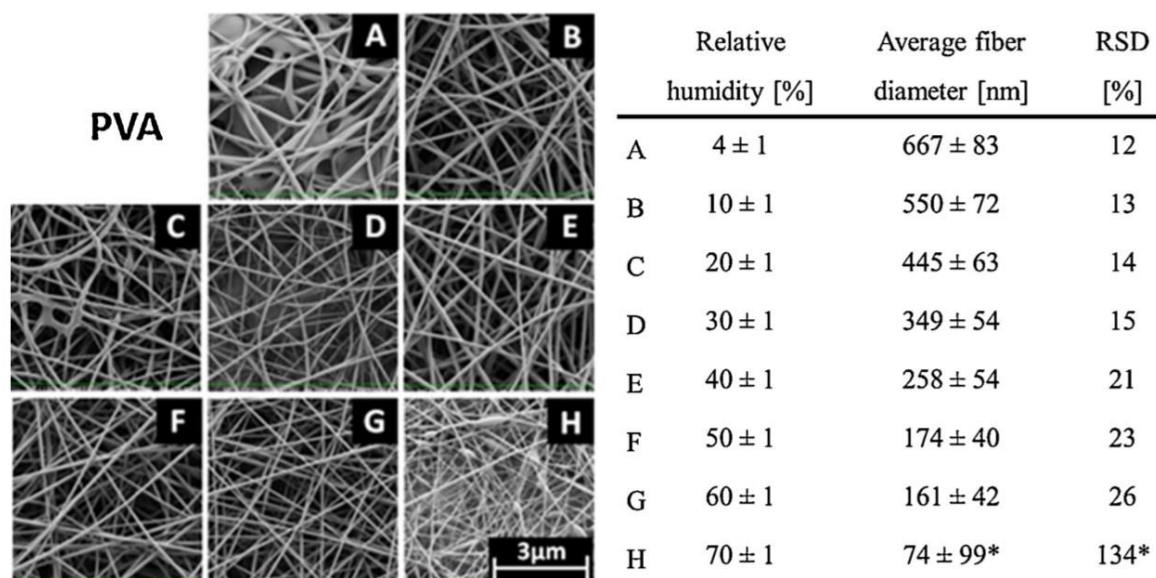 PVA
A
B
C
D
E
F
G
H
3μm
Relative Average fiber RSD
humidity [%] diameter [nm] [%]
A 4 ± 1 667 ± 83 12
B 10 ± 1 550 ± 72 13
C 20 ± 1 445 ± 63 14
D 30 ± 1 349 ± 54 15
E 40 ± 1 258 ± 54 21
F 50 ± 1 174 ± 40 23
G 60 ± 1 161 ± 42 26
H 70 ± 1 74 ± 99* 134*